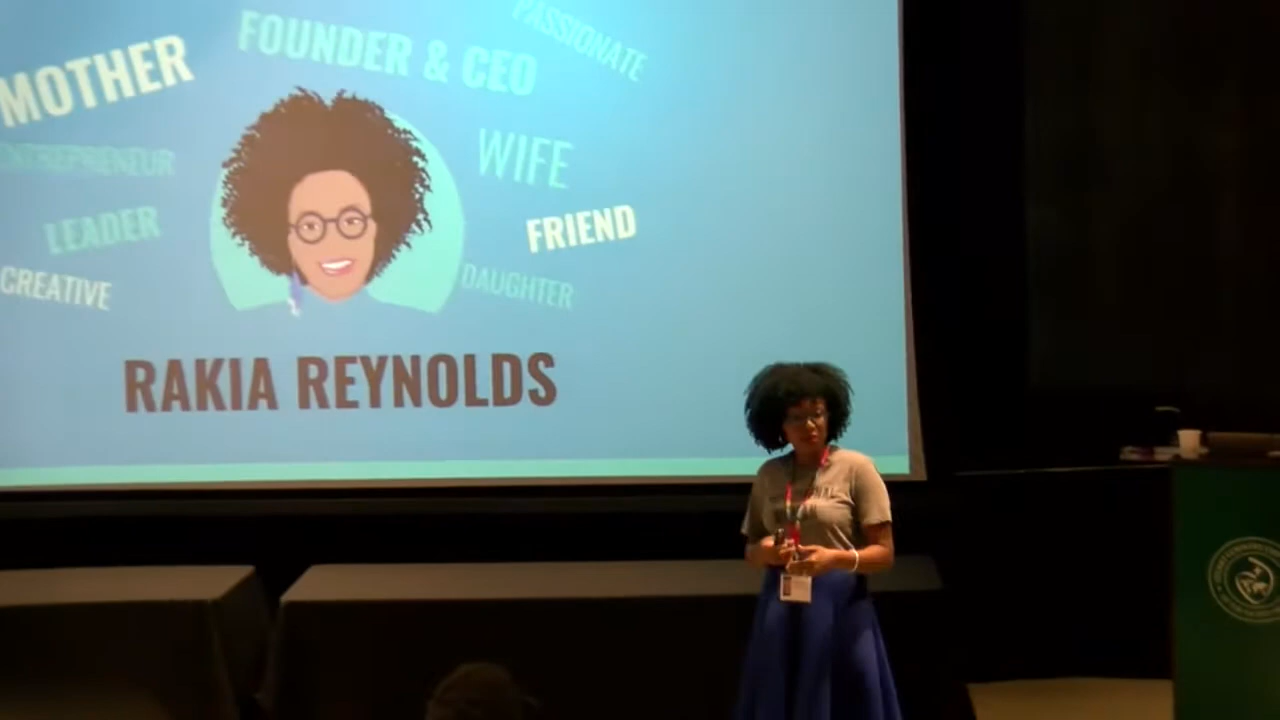 PASSIONATE
FOUNDER & CEO
MOTHER
WIFE
ENTREPRENEUR
LEADER
FRIEND
CREATIVE
DAUGHTER
RAKIA REYNOLDS